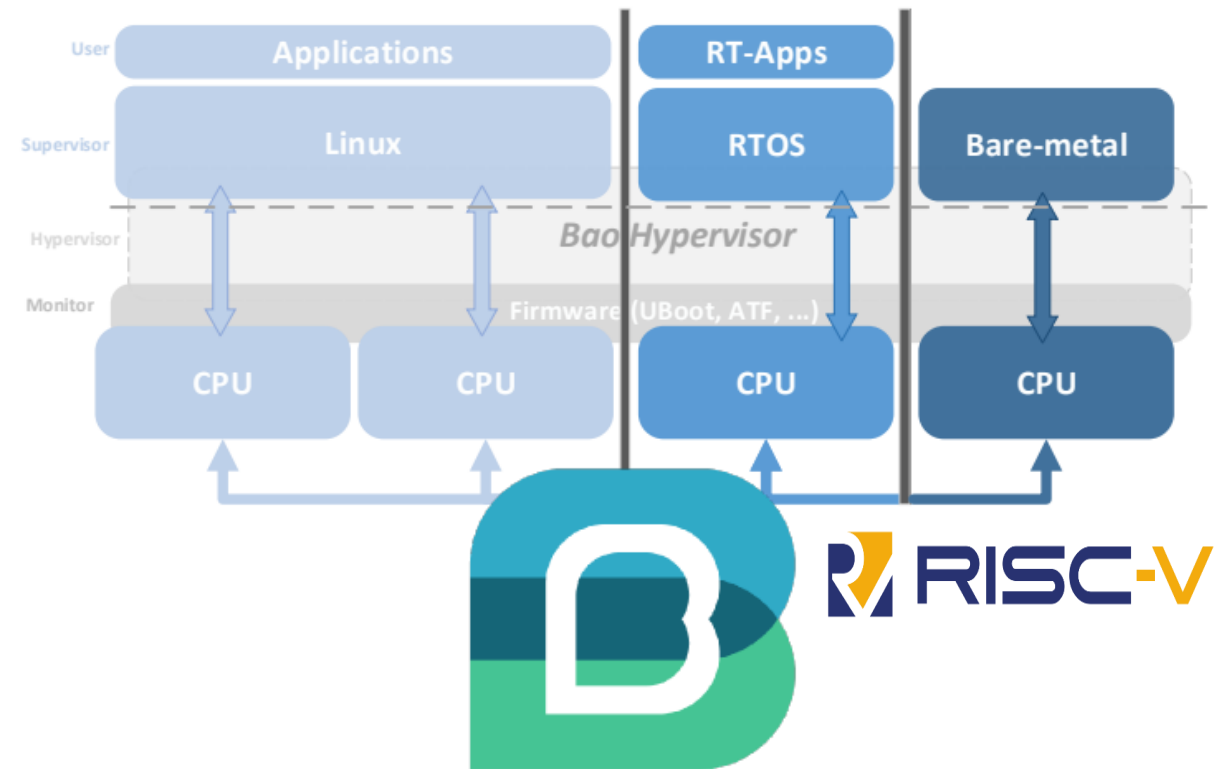 User
Applications
RT-Apps
Supervisor
Linux
RTOS
Bare-metal
Hypervisor
Bao Hypervisor
Monitor
Firmware (UBoot, ATF, ...)
CPU
CPU
CPU
CPU
B
RISC-V